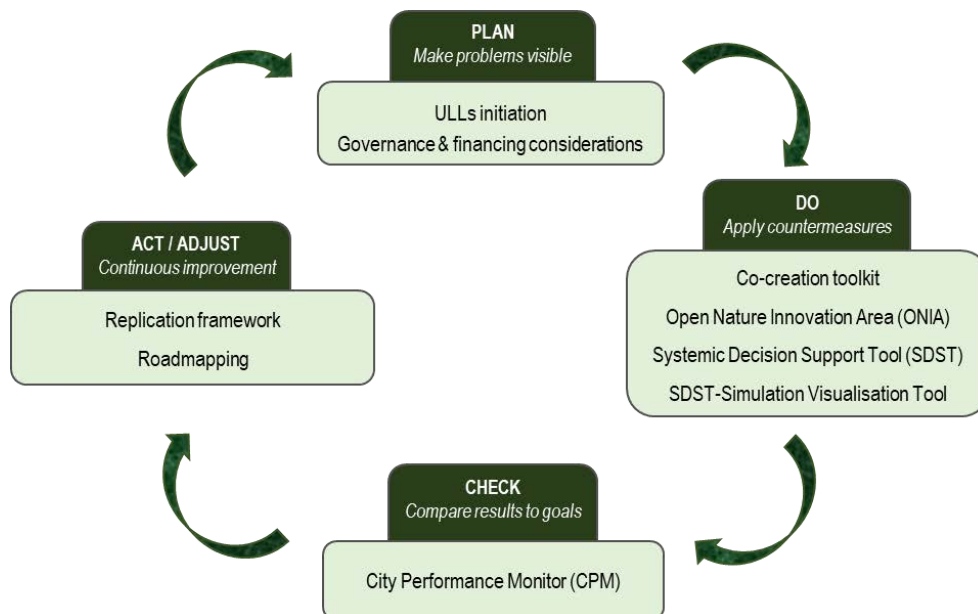 PLAN
Make problems visible
ULLs initiation
Governance & financing considerations
DO
Apply countermeasures
Co-creation toolkit
Open Nature Innovation Area (ONIA)
Systemic Decision Support Tool (SDST)
SDST-Simulation Visualisation Tool
CHECK
Compare results to goals
City Performance Monitor (CPM)
ACT / ADJUST
Continuous improvement
Replication framework
Roadmapping